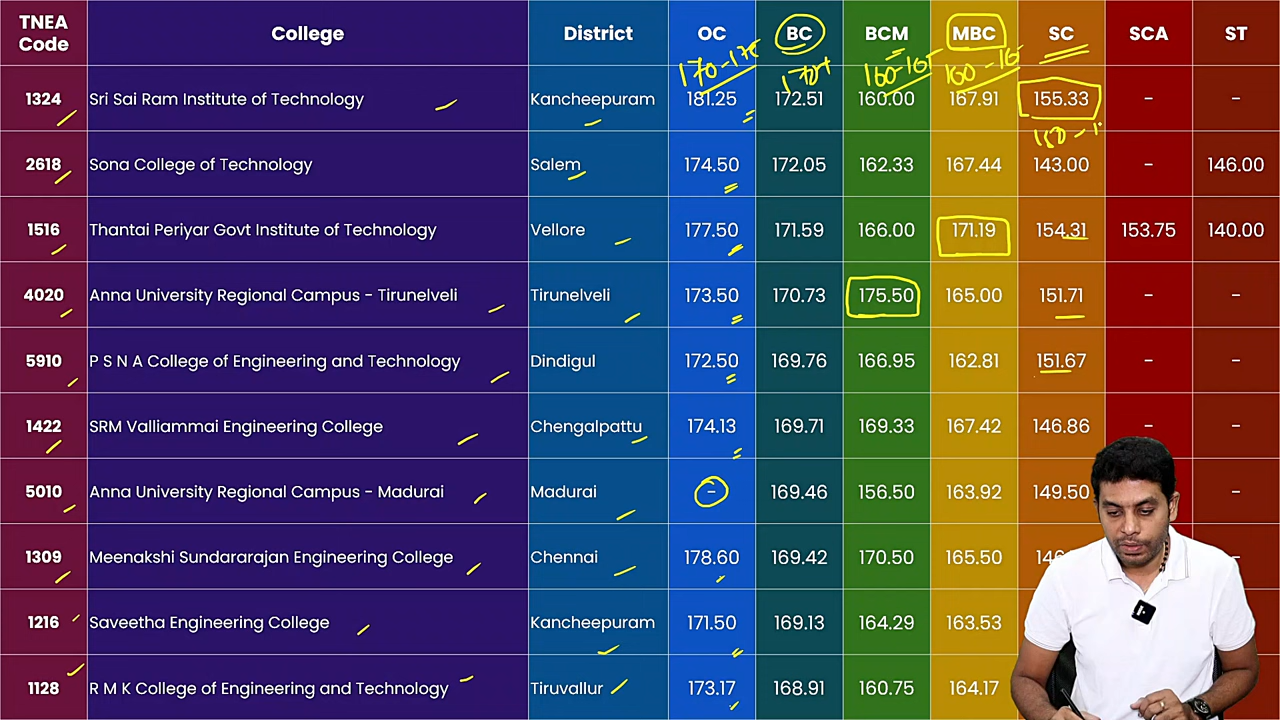 TNEA Code College District OC BC BCM MBC SC SCA ST
170-175 170+ 160-165 160-16
1324 Sri Sai Ram Institute of Technology Kancheepuram 181.25 172.51 160.00 167.91 155.33 - -
2618 Sona College of Technology Salem 174.50 172.05 162.33 167.44 143.00 - 146.00
1516 Thantai Periyar Govt Institute of Technology Vellore 177.50 171.59 166.00 171.19 154.31 153.75 140.00
4020 Anna University Regional Campus - Tirunelveli Tirunelveli 173.50 170.73 175.50 165.00 151.71 - -
5910 P S N A College of Engineering and Technology Dindigul 172.50 169.76 166.95 162.81 151.67 - -
1422 SRM Valliammai Engineering College Chengalpattu 174.13 169.71 169.33 167.42 146.86 - -
5010 Anna University Regional Campus - Madurai Madurai - 169.46 156.50 163.92 149.50 -
1309 Meenakshi Sundararajan Engineering College Chennai 178.60 169.42 170.50 165.50 -
1216 Saveetha Engineering College Kancheepuram 171.50 169.13 164.29 163.53
1128 R M K College of Engineering and Technology Tiruvallur 173.17 168.91 160.75 164.17